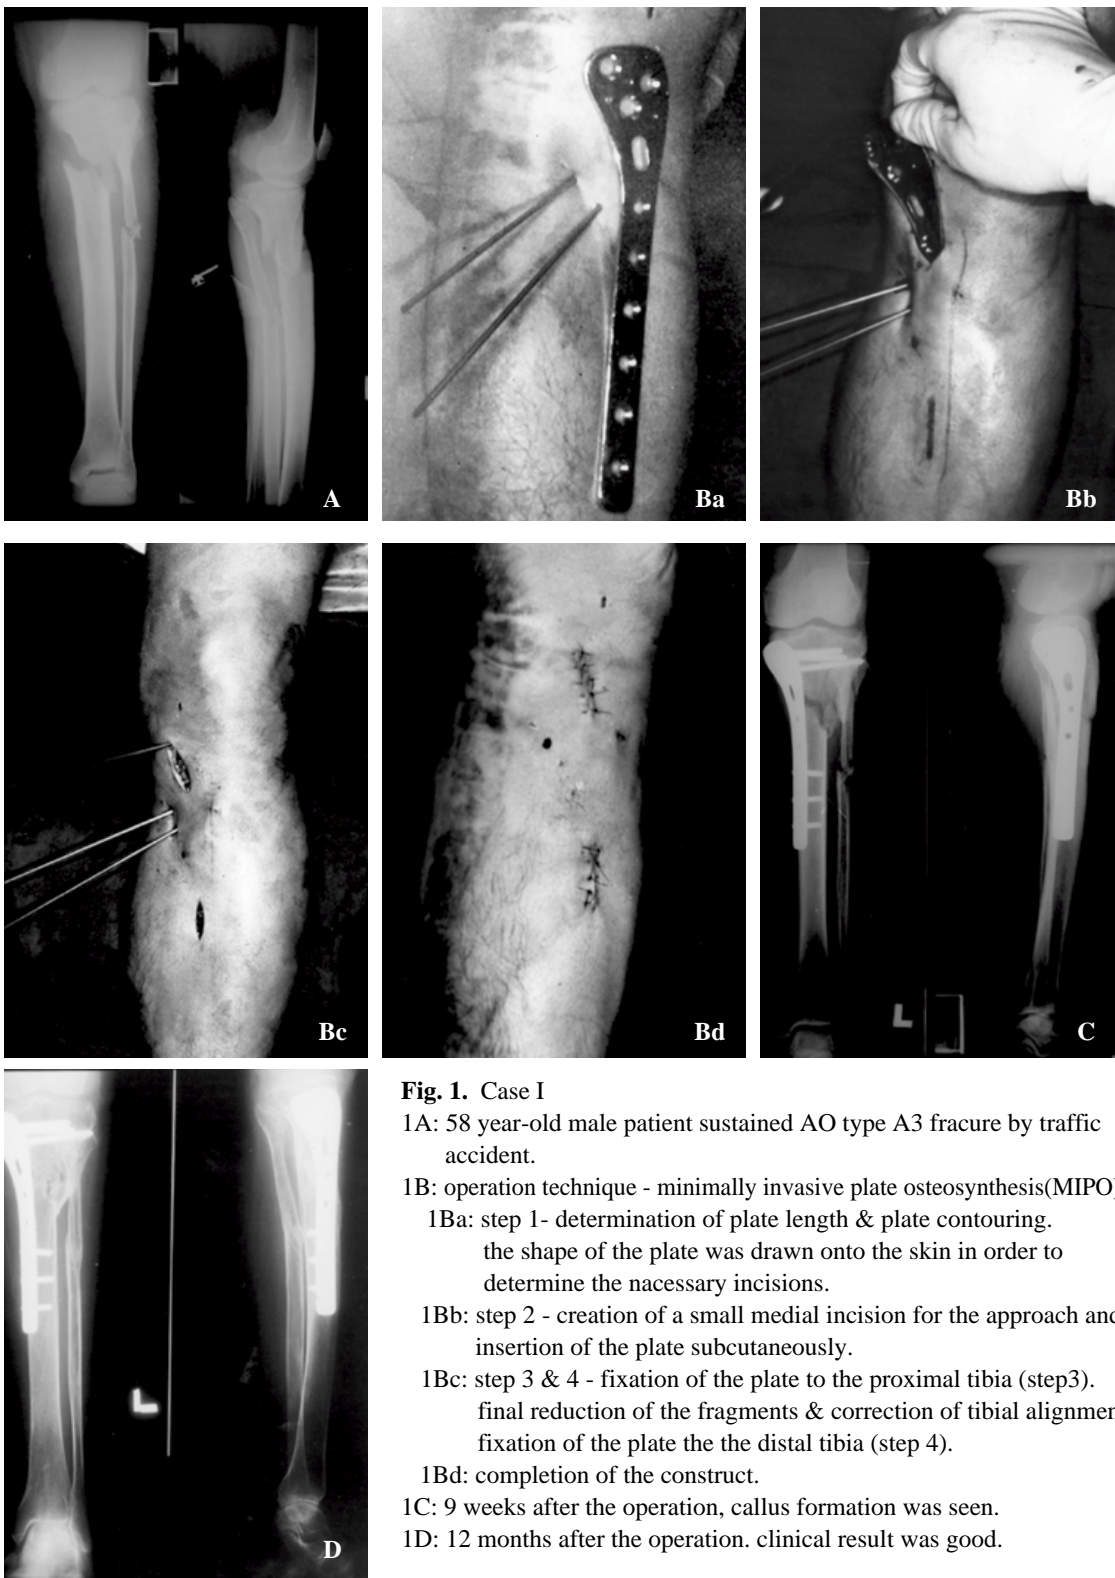 A
Ba
Bb
Bc
Bd
L
C
L
D
Fig. 1. Case I
1A: 58 year-old male patient sustained AO type A3 fracure by traffic
accident.
1B: operation technique - minimally invasive plate osteosynthesis(MIPO)
1Ba: step 1- determination of plate length & plate contouring.
the shape of the plate was drawn onto the skin in order to
determine the nacessary incisions.
1Bb: step 2 - creation of a small medial incision for the approach and
insertion of the plate subcutaneously.
1Bc: step 3 & 4 - fixation of the plate to the proximal tibia (step3).
final reduction of the fragments & correction of tibial alignmen
fixation of the plate the the distal tibia (step 4).
1Bd: completion of the construct.
1C: 9 weeks after the operation, callus formation was seen.
1D: 12 months after the operation. clinical result was good.